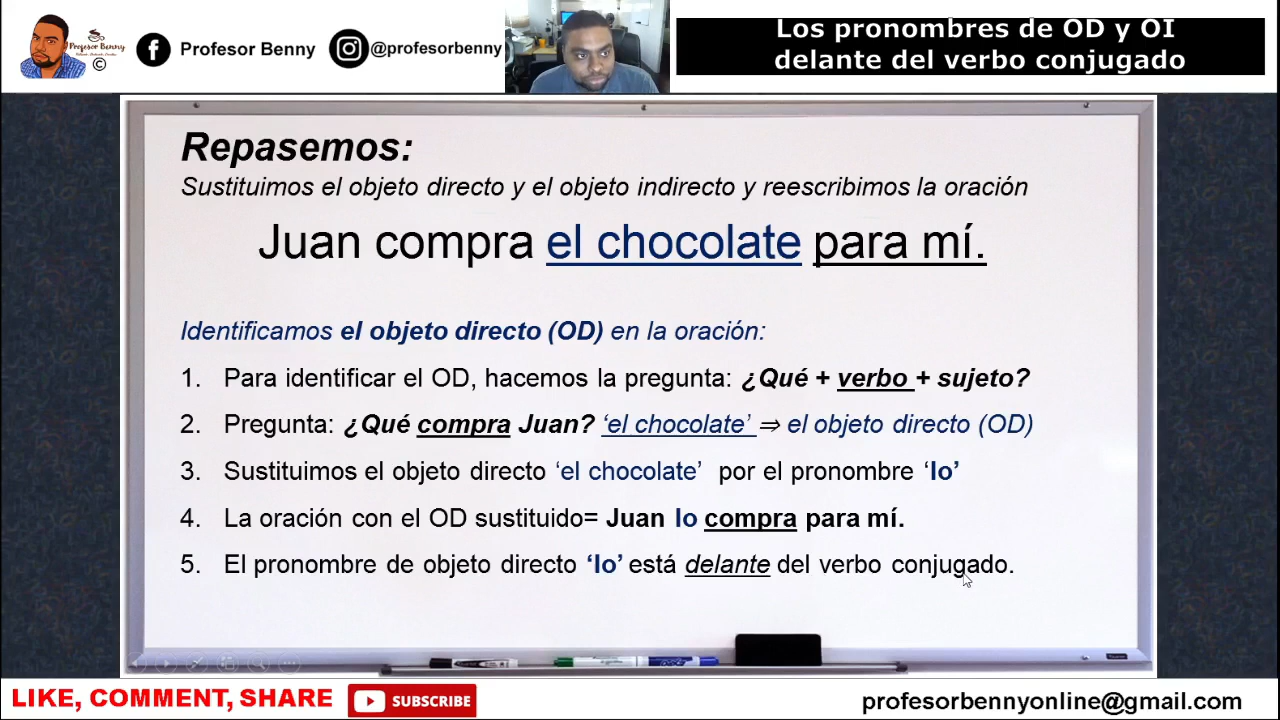 Profesor Benny
©
Profesor Benny
@profesorbenny
Los pronombres de OD y OI
delante del verbo conjugado
Repasemos:
Sustituimos el objeto directo y el objeto indirecto y reescribimos la oración
Juan compra el chocolate para mí.
Identificamos el objeto directo (OD) en la oración:
1. Para identificar el OD, hacemos la pregunta: ¿Qué + verbo + sujeto?
2. Pregunta: ¿Qué compra Juan? ‘el chocolate’ ⇒ el objeto directo (OD)
3. Sustituimos el objeto directo ‘el chocolate’ por el pronombre ‘lo’
4. La oración con el OD sustituido= Juan lo compra para mí.
5. El pronombre de objeto directo ‘lo’ está delante del verbo conjugado.
LIKE, COMMENT, SHARE
SUBSCRIBE
profesorbennyonline@gmail.com